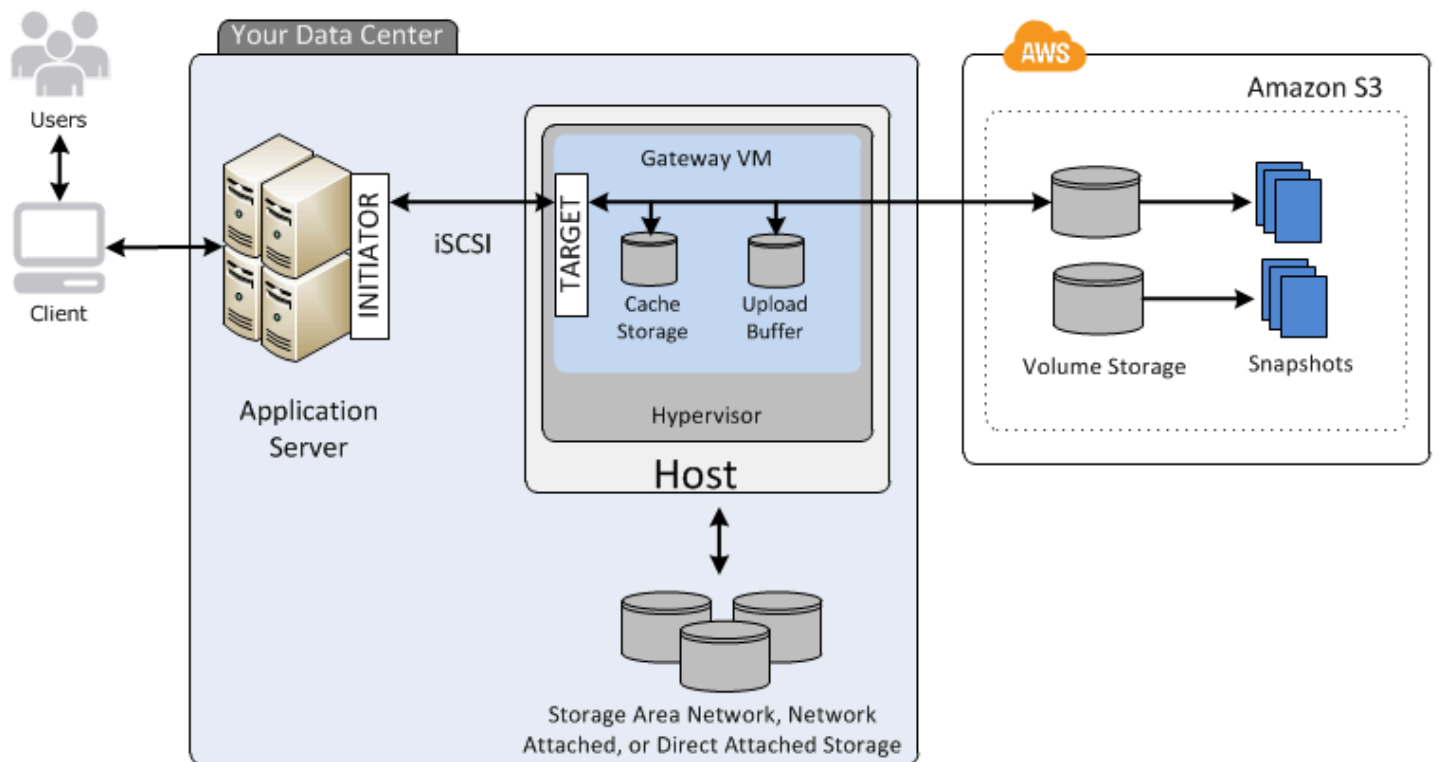 Your Data Center
AWS
Amazon S3
Users
Gateway VM
INITIATOR
TARGET
iSCSI
Cache
Storage
Upload
Buffer
Client
Volume Storage
Snapshots
Application
Server
Hypervisor
Host
Storage Area Network, Network
Attached, or Direct Attached Storage